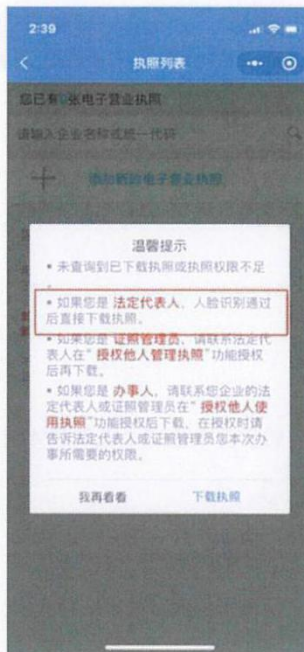 2:39
执照列表
您已有 张电子营业执照
请输入企业名称或统一代码
添加新的电子营业执照
温馨提示
• 未查询到已下载执照或执照权限不足
。
• 如果您是 法定代表人，人脸识别通过
后直接下载执照。
• 如果您是 证照管理员，请联系法定代
表人在“授权他人管理执照”功能授权
后再下载。
• 如果您是 办事人，请联系您企业的法
定代表人或证照管理员在“授权他人使
用执照”功能授权后下载，在授权时请
告诉法定代表人或证照管理员您本次办
事所需要的权限。
我再看看
下载执照